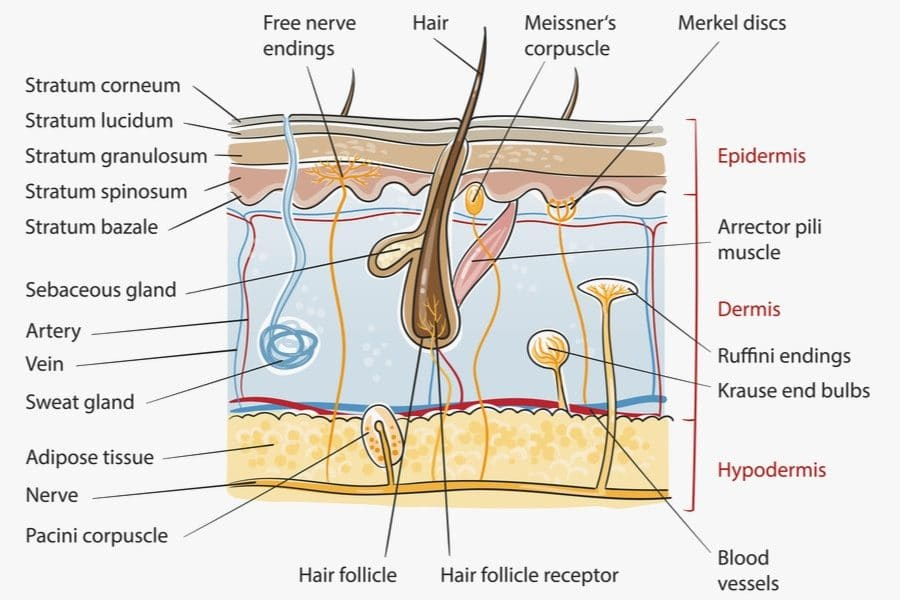 Free nerve
endings
Hair
Meissner‘s
corpuscle
Merkel discs
Stratum corneum
Stratum lucidum
Stratum granulosum
Stratum spinosum
Stratum bazale
Sebaceous gland
Artery
Vein
Sweat gland
Adipose tissue
Nerve
Pacini corpuscle
Hair follicle
Hair follicle receptor
Epidermis
Arrector pili
muscle
Dermis
Ruffini endings
Krause end bulbs
Hypodermis
Blood
vessels